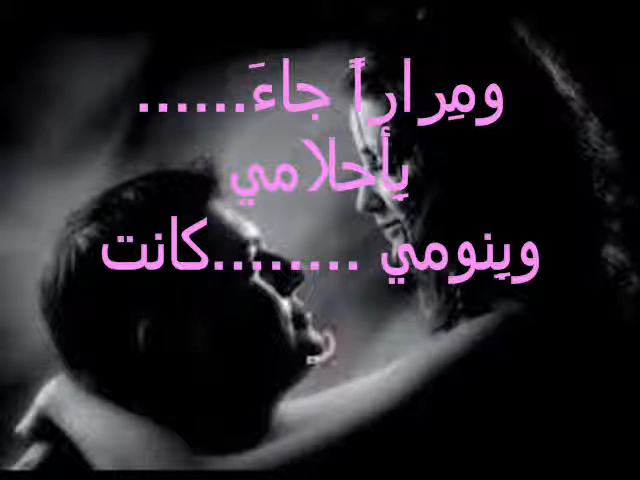 ومِراراً جاءَ......
بِأحلامي
وبِنومي ........كانت